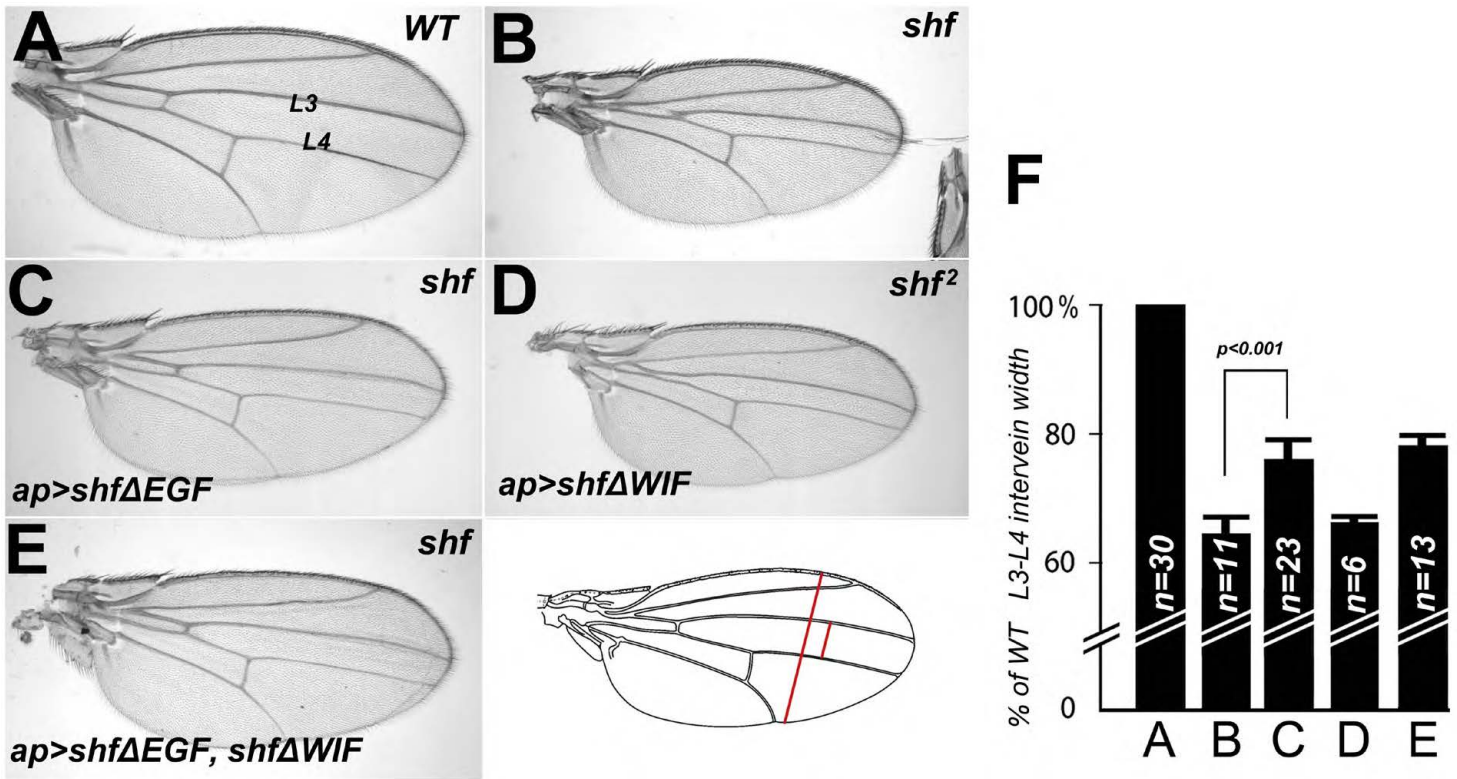 A
WT
L3
L4
B
shf
C
shf
ap>shfΔEGF
D
shf²
ap>shfΔWIF
E
shf
ap>shfΔEGF, shfΔWIF
F
% of WT L3-L4 intervein width
100%
80
60
0
p<0.001
n=30
n=11
n=23
n=6
n=13
A B C D E